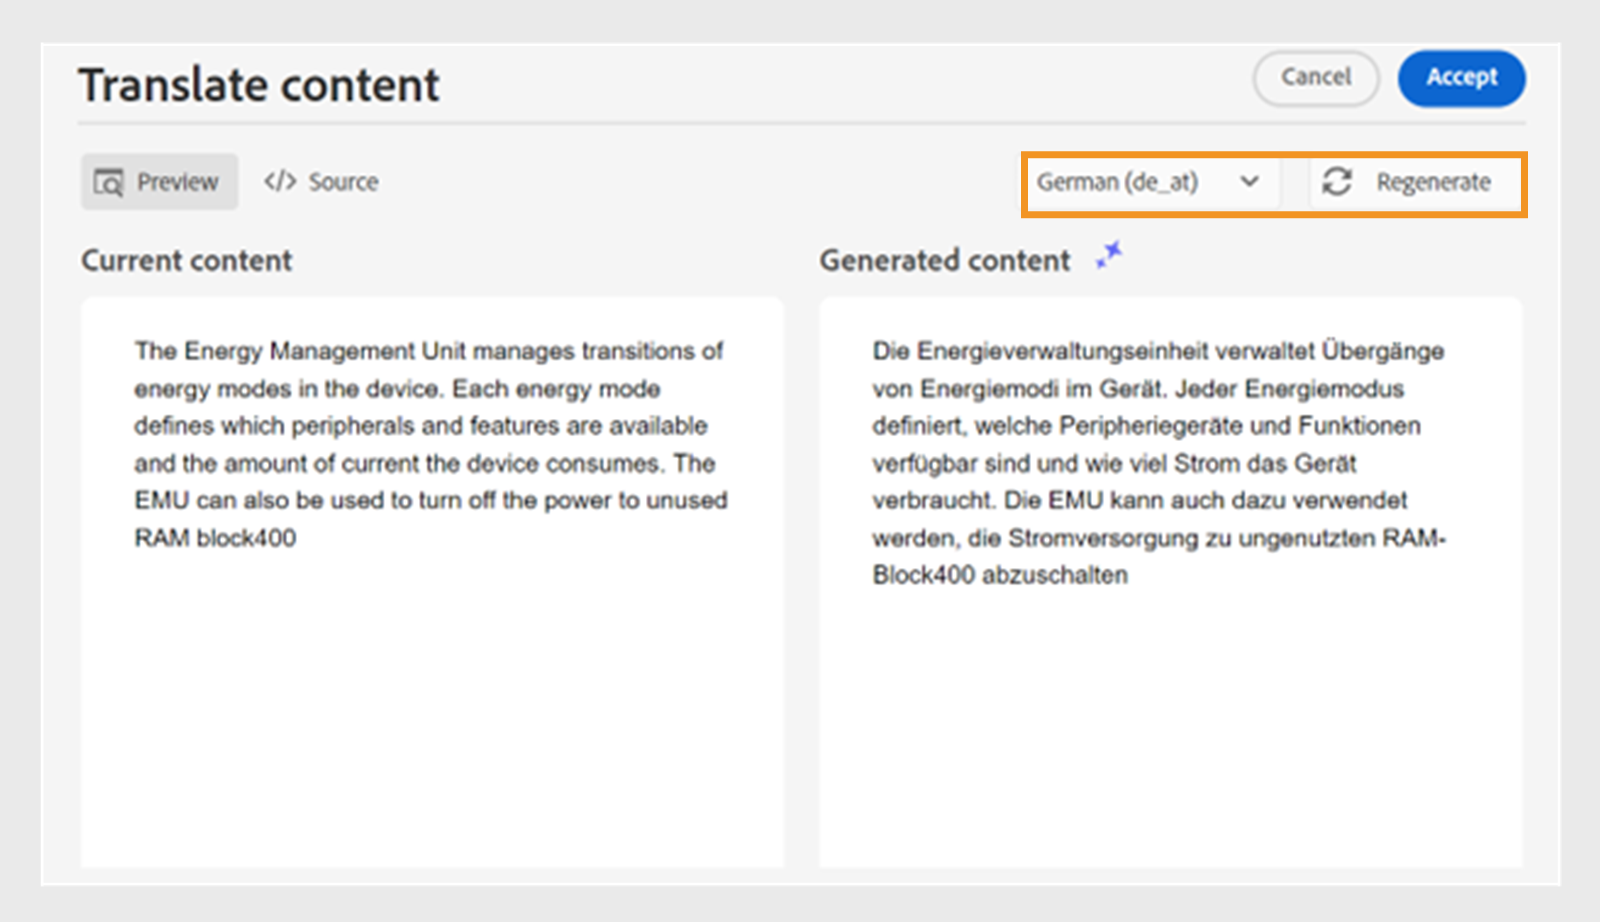 Translate content
Cancel
Accept
Preview
</> Source
German (de_at)
Regenerate
Current content
The Energy Management Unit manages transitions of
energy modes in the device. Each energy mode
defines which peripherals and features are available
and the amount of current the device consumes. The
EMU can also be used to turn off the power to unused
RAM block400
Generated content
Die Energieverwaltungseinheit verwaltet Übergänge
von Energiemodi im Gerät. Jeder Energiemodus
definiert, welche Peripheriegeräte und Funktionen
verfügbar sind und wie viel Strom das Gerät
verbraucht. Die EMU kann auch dazu verwendet
werden, die Stromversorgung zu ungenutzten RAM-
Block400 abzuschalten